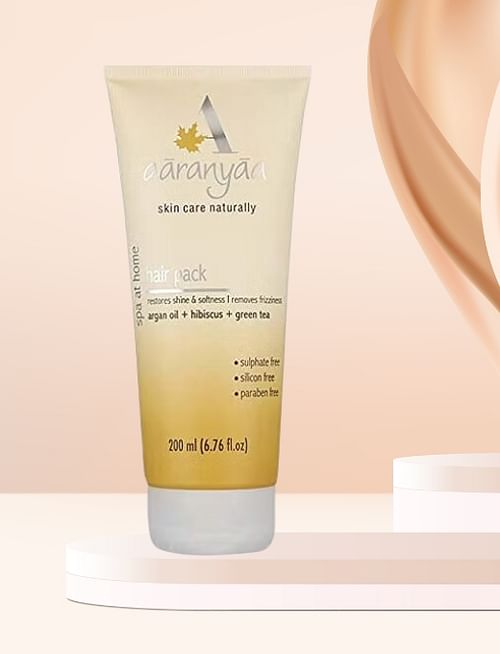 A
aāranyāa
skin care naturally
spa at home
hair pack
restores shine & softness | removes frizziness
argan oil + hibiscus + green tea
• sulphate free
• silicon free
• paraben free
200 ml (6.76 fl.oz)